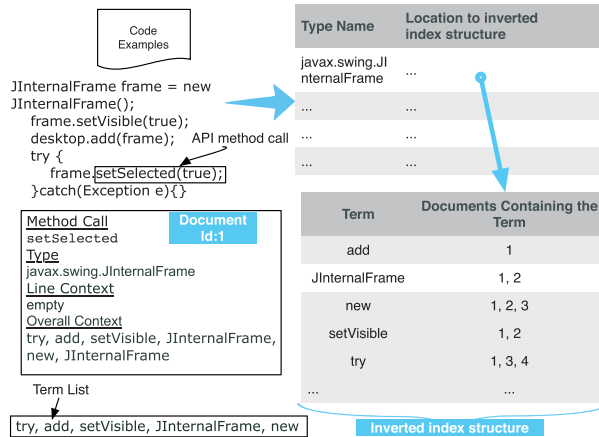 Code
Examples
JInternalFrame frame = new
JInternalFrame();
frame.setVisible(true);
desktop.add(frame);
API method call
try {
frame.setSelected(true);
}catch(Exception e){}
Method Call
setSelected
Type
javax.swing.JInternalFrame
Line Context
empty
Overall Context
try, add, setVisible, JInternalFrame,
new, JInternalFrame
Document
Id:1
Term List
try, add, setVisible, JInternalFrame, new
Type Name Location to inverted
index structure
javax.swing.JI ...
nternalFrame
... ...
... ...
... ...
Term Documents Containing the
Term
add 1
JInternalFrame 1, 2
new 1, 2, 3
setVisible 1, 2
try 1, 3, 4
... ...
Inverted index structure